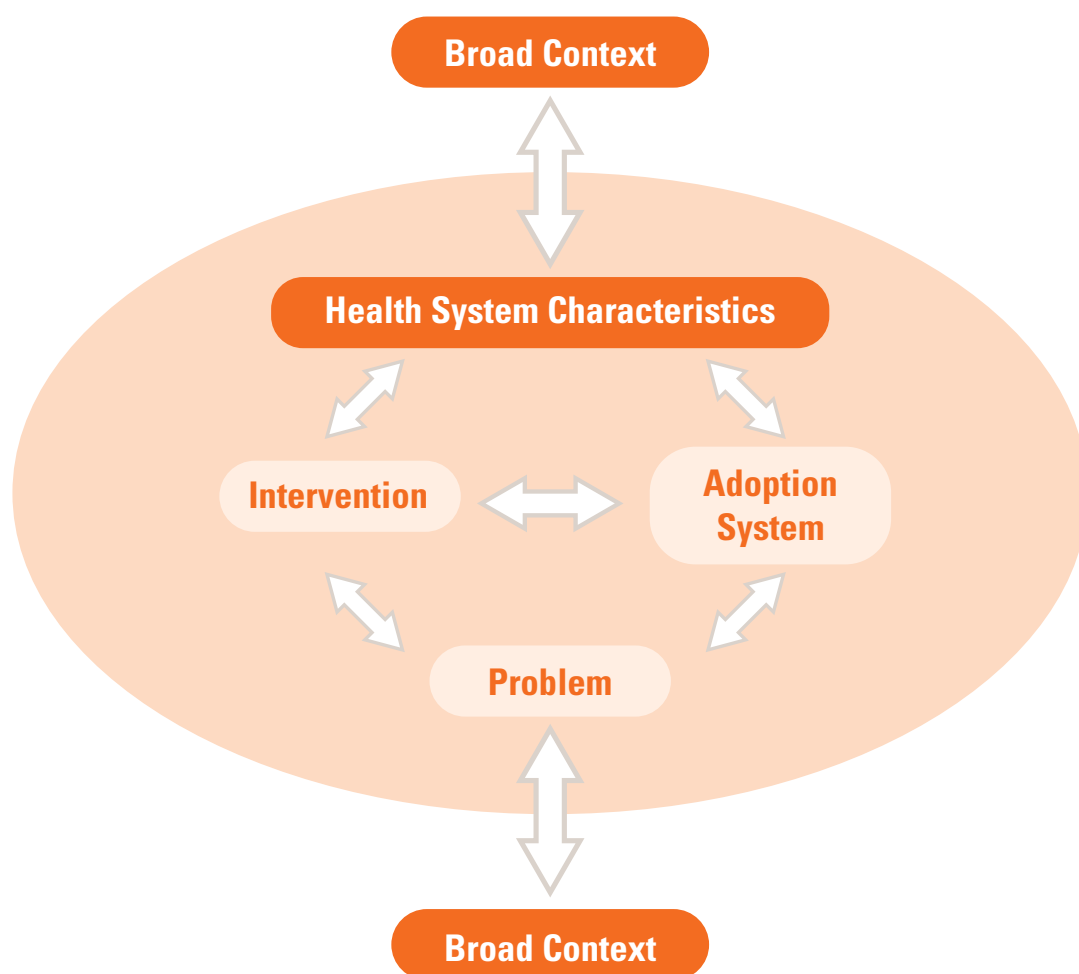 Broad Context
Health System Characteristics
Intervention
Adoption
System
Problem
Broad Context